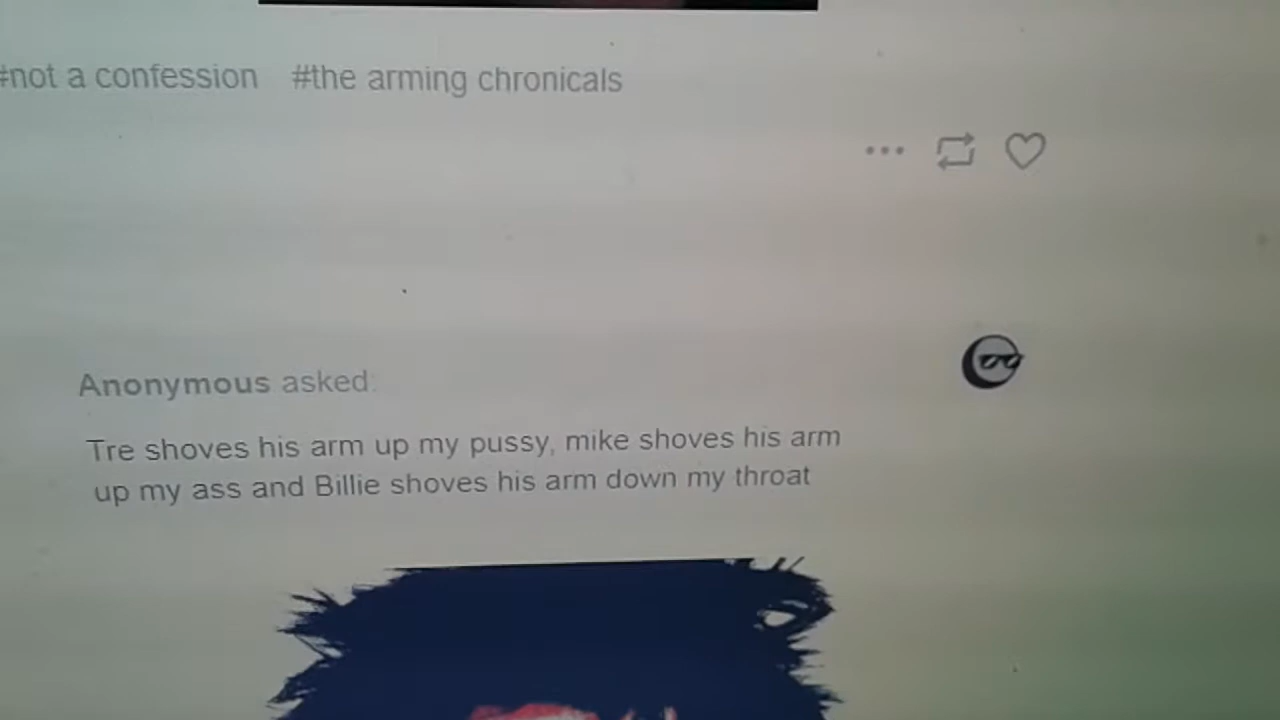 #not a confession #the arming chronicals
Anonymous asked:
Tre shoves his arm up my pussy, mike shoves his arm
up my ass and Billie shoves his arm down my throat